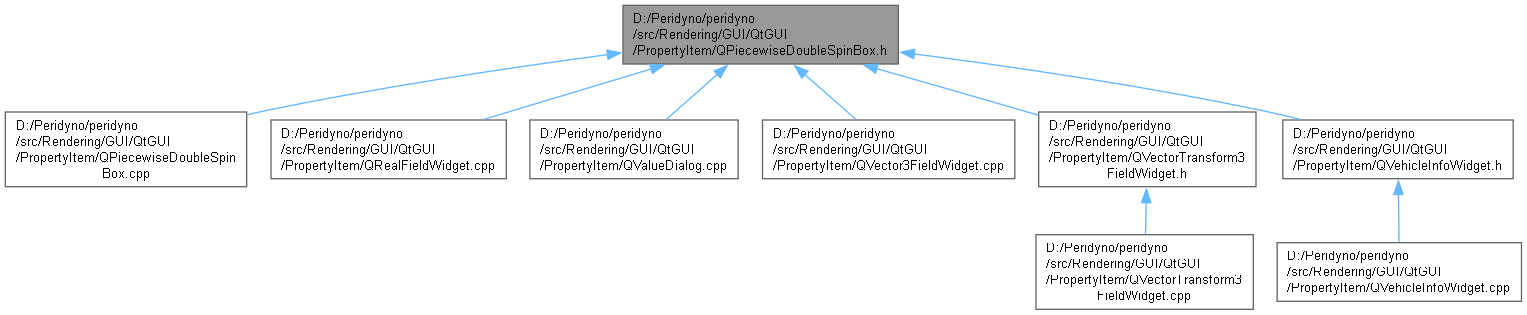 D:/Peridyno/peridyno
/src/Rendering/GUI/QtGUI
/PropertyItem/QPiecewiseDoubleSpinBox.h
D:/Peridyno/peridyno
/src/Rendering/GUI/QtGUI
/PropertyItem/QPiecewiseDoubleSpin
Box.cpp
D:/Peridyno/peridyno
/src/Rendering/GUI/QtGUI
/PropertyItem/QRealFieldWidget.cpp
D:/Peridyno/peridyno
/src/Rendering/GUI/QtGUI
/PropertyItem/QValueDialog.cpp
D:/Peridyno/peridyno
/src/Rendering/GUI/QtGUI
/PropertyItem/QVector3FieldWidget.cpp
D:/Peridyno/peridyno
/src/Rendering/GUI/QtGUI
/PropertyItem/QVectorTransform3
FieldWidget.h
D:/Peridyno/peridyno
/src/Rendering/GUI/QtGUI
/PropertyItem/QVehicleInfoWidget.h
D:/Peridyno/peridyno
/src/Rendering/GUI/QtGUI
/PropertyItem/QVectorTransform3
FieldWidget.cpp
D:/Peridyno/peridyno
/src/Rendering/GUI/QtGUI
/PropertyItem/QVehicleInfoWidget.cpp